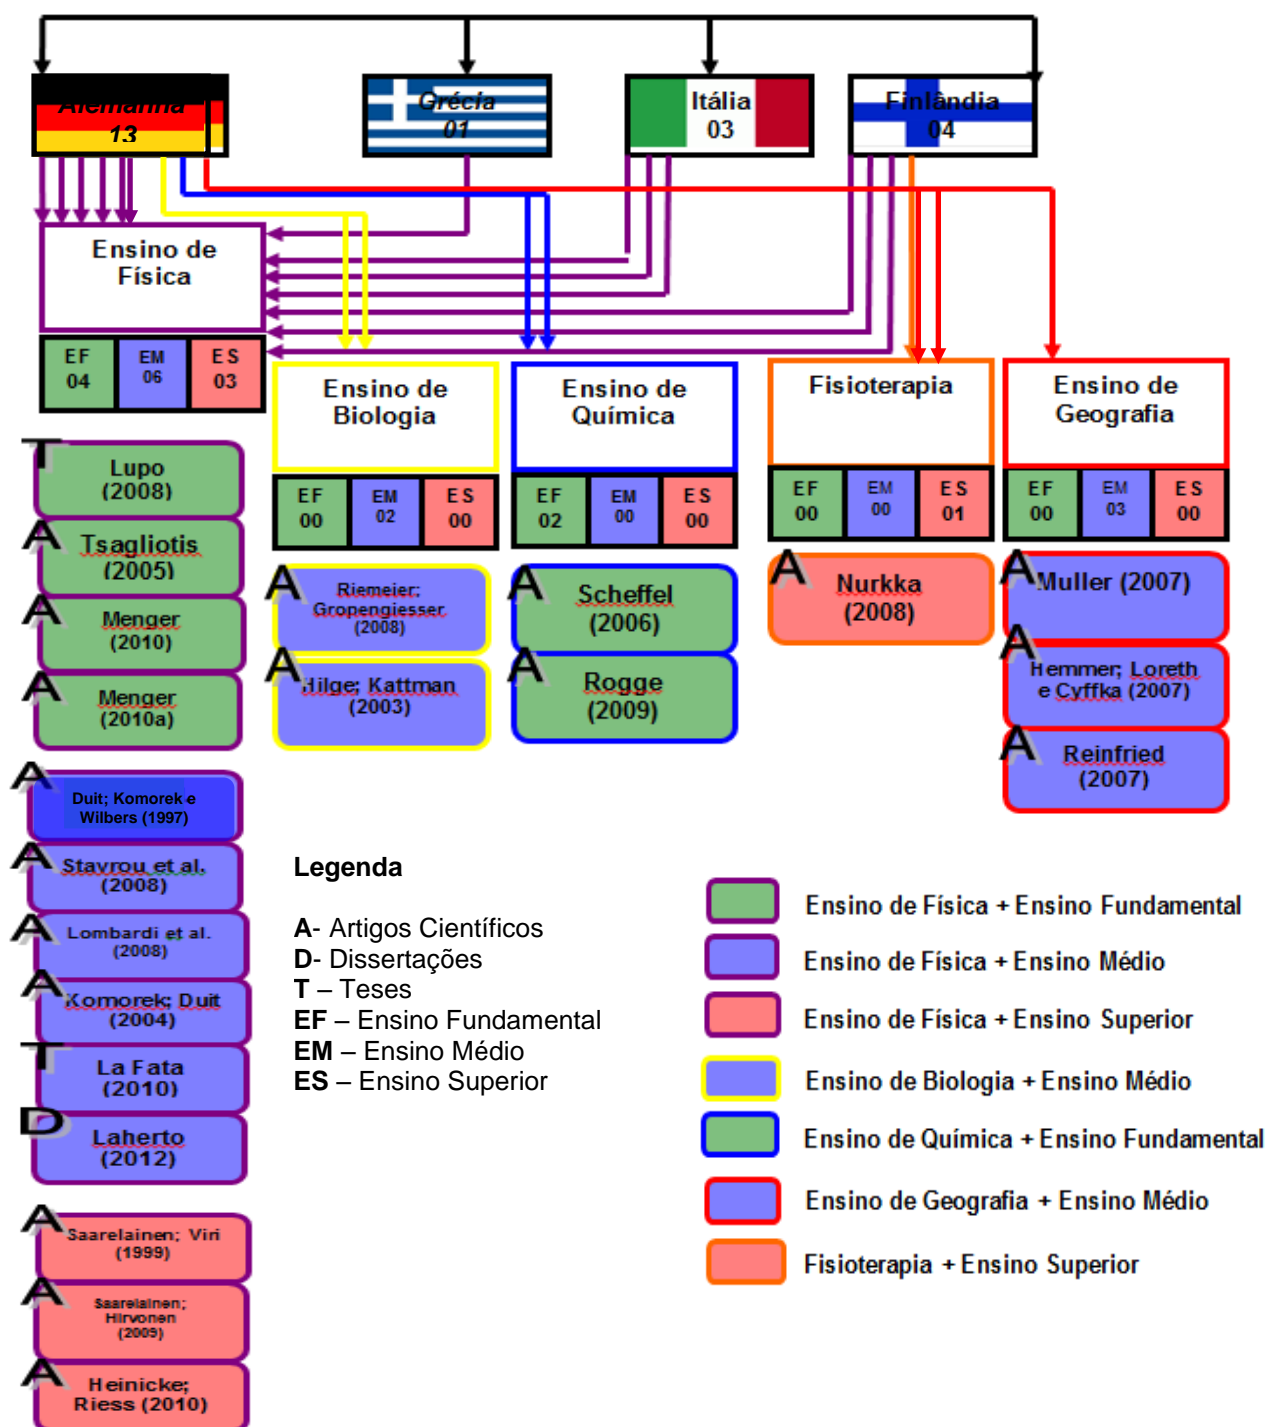 Alemanha
13
Grécia
01
Itália
03
Finlândia
04
Ensino de
Física
EF
04
EM
06
ES
03
Ensino de
Biologia
EF
00
EM
02
ES
00
Ensino de
Química
EF
02
EM
00
ES
00
Fisioterapia
EF
00
EM
00
ES
01
Ensino de
Geografia
EF
00
EM
03
ES
00
T
Lupo
(2008)
A
Tsagliotis
(2005)
A
Menger
(2010)
A
Menger
(2010a)
A
Duit; Komorek e
Wilbers (1997)
A
Stavrou et al.
(2008)
A
Lombardi et al.
(2008)
A
Komorek; Duit
(2004)
T
La Fata
(2010)
D
Laherto
(2012)
A
Saarelainen; Viri
(1999)
A
Saarelainen;
Hirvonen
(2009)
A
Heinicke;
Riess (2010)
A
Riemeier;
Gropengiesser
(2008)
A
Hilge; Kattman
(2003)
A
Scheffel
(2006)
A
Rogge
(2009)
A
Nurkka
(2008)
A
Muller (2007)
A
Hemmer; Loreth
e Cyffka (2007)
A
Reinfried
(2007)
Legenda
A- Artigos Científicos
D- Dissertações
T – Teses
EF – Ensino Fundamental
EM – Ensino Médio
ES – Ensino Superior
Ensino de Física + Ensino Fundamental
Ensino de Física + Ensino Médio
Ensino de Física + Ensino Superior
Ensino de Biologia + Ensino Médio
Ensino de Química + Ensino Fundamental
Ensino de Geografia + Ensino Médio
Fisioterapia + Ensino Superior